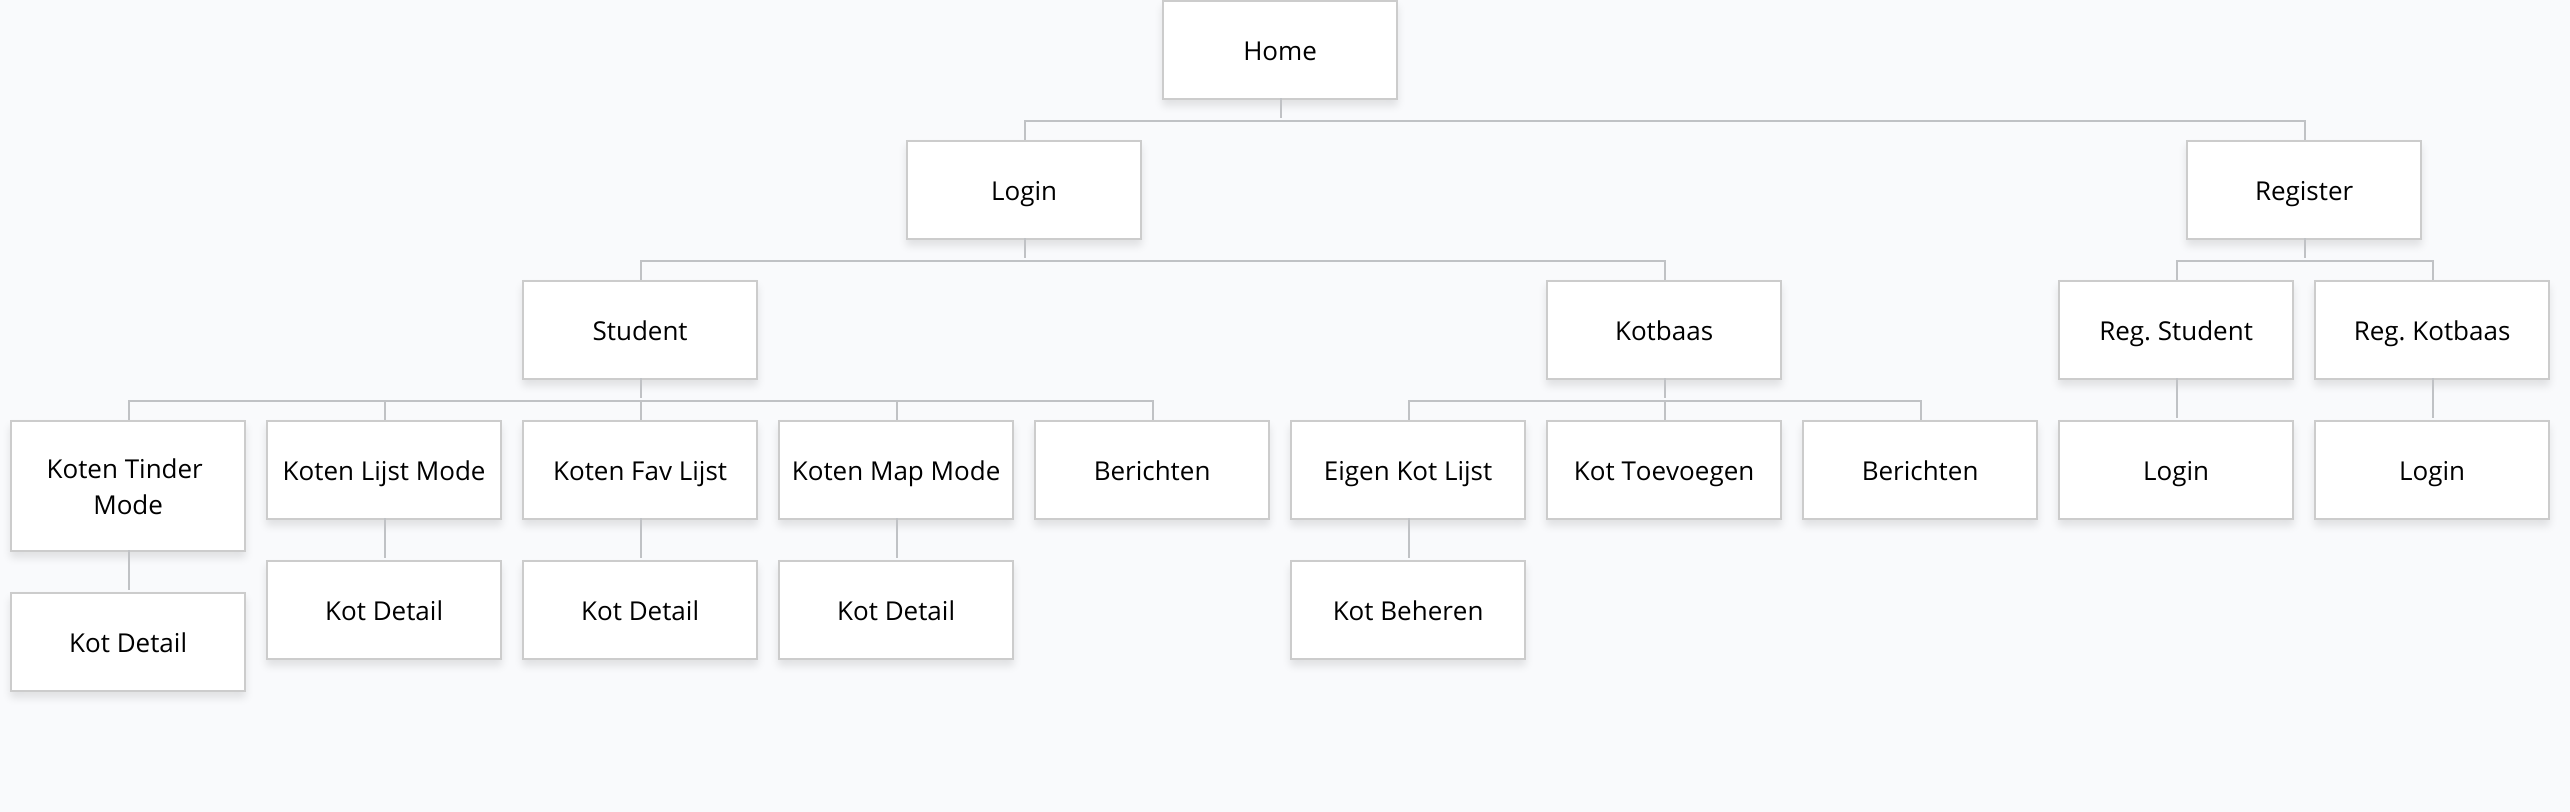 Home
Login
Register
Student
Kotbaas
Reg. Student
Reg. Kotbaas
Koten Tinder
Mode
Koten Lijst Mode
Koten Fav Lijst
Koten Map Mode
Berichten
Eigen Kot Lijst
Kot Toevoegen
Berichten
Login
Login
Kot Detail
Kot Detail
Kot Detail
Kot Detail
Kot Beheren